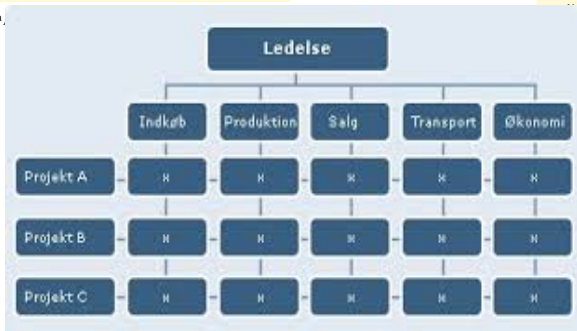 Ledelse
Indkøb Produktion Salg Transport Økonomi
Projekt A x x x x x
Projekt B x x x x x
Projekt C x x x x x